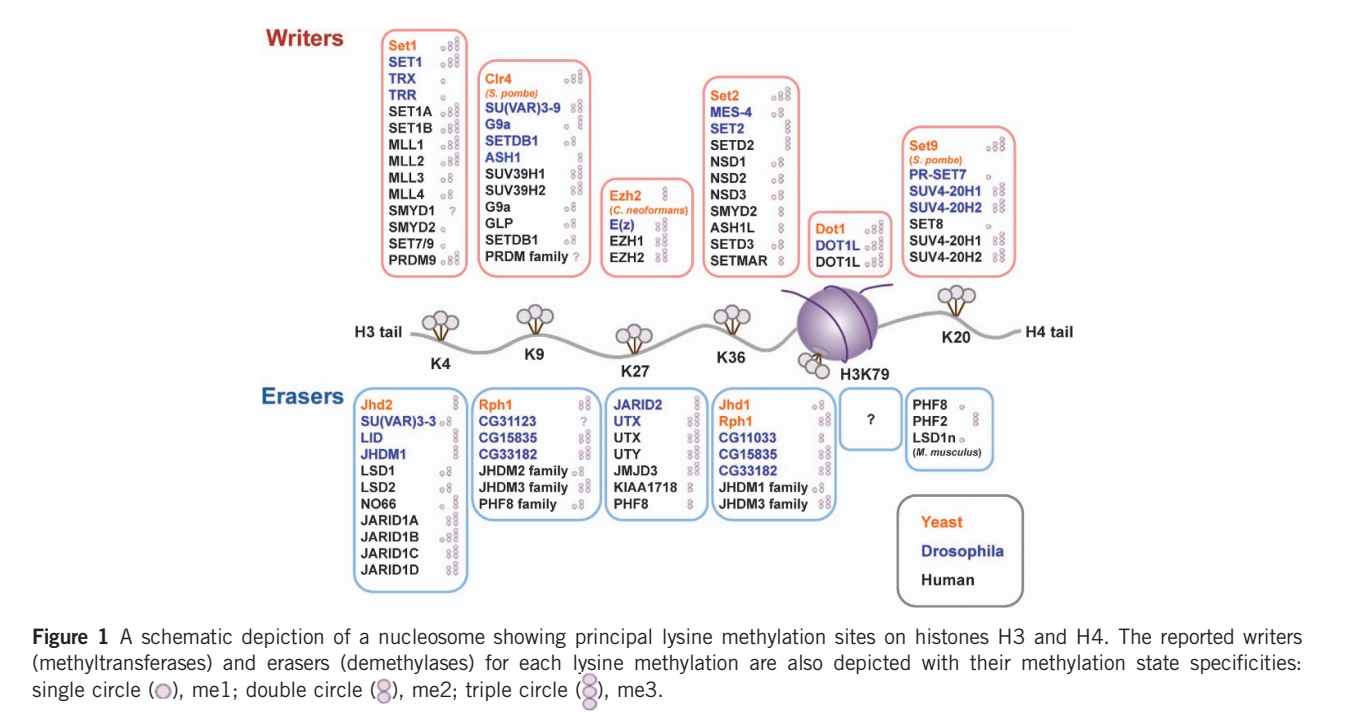 Writers
Set1
SET1
TRX
TRR
SET1A
SET1B
MLL1
MLL2
MLL3
MLL4
SMYD1 ?
SMYD2
SET7/9
PRDM9
Clr4
(S. pombe)
SU(VAR)3-9
G9a
SETDB1
ASH1
SUV39H1
SUV39H2
G9a
GLP
SETDB1
PRDM family ?
Ezh2
(C. neoformans)
E(z)
EZH1
EZH2
Set2
MES-4
SET2
SETD2
NSD1
NSD2
NSD3
SMYD2
ASH1L
SETD3
SETMAR
Dot1
DOT1L
DOT1L
Set9
(S. pombe)
PR-SET7
SUV4-20H1
SUV4-20H2
SET8
SUV4-20H1
SUV4-20H2
H3 tail
K4
K9
K27
K36
H3K79
K20
H4 tail
Erasers
Jhd2
SU(VAR)3-3
LID
JHDM1
LSD1
LSD2
NO66
JARID1A
JARID1B
JARID1C
JARID1D
Rph1
CG31123 ?
CG15835
CG33182
JHDM2 family
JHDM3 family
PHF8 family
JARID2
UTX
UTX
UTY
JMJD3
KIAA1718
PHF8
Jhd1
Rph1
CG11033
CG15835
CG33182
JHDM1 family
JHDM3 family
?
PHF8
PHF2
LSD1n
(M. musculus)
Yeast
Drosophila
Human
Figure 1 A schematic depiction of a nucleosome showing principal lysine methylation sites on histones H3 and H4. The reported writers
(methyltransferases) and erasers (demethylases) for each lysine methylation are also depicted with their methylation state specificities:
single circle (), me1; double circle (), me2; triple circle (), me3.